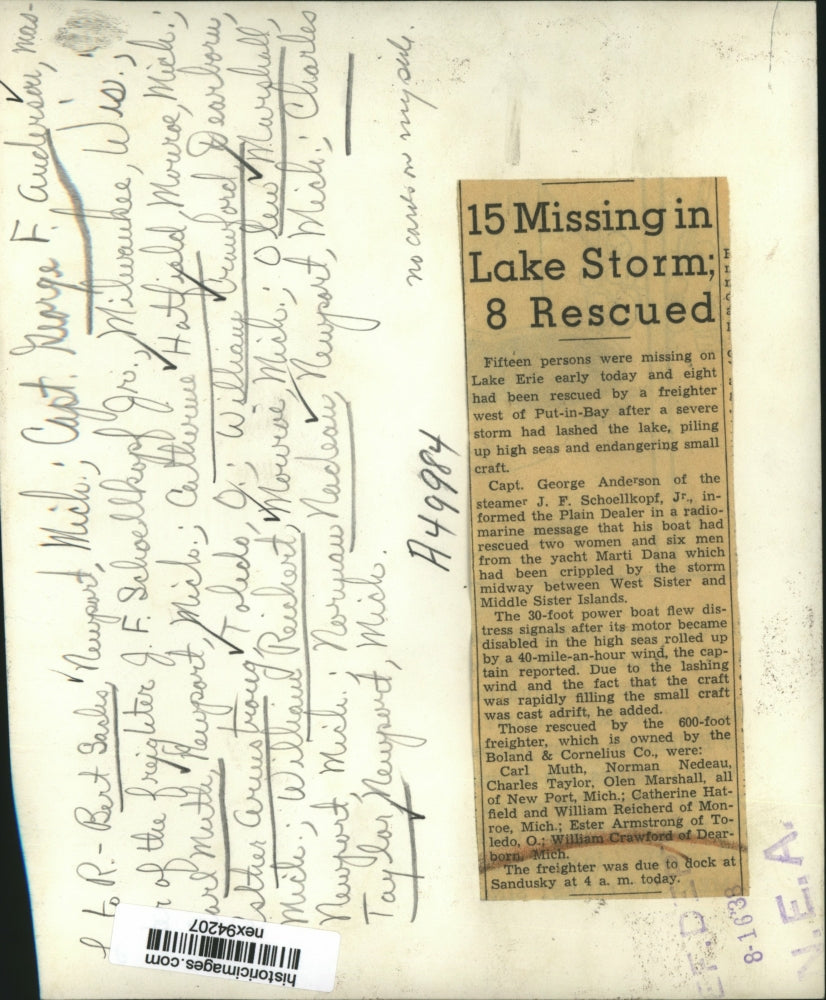 L to R. - Bert Sachs, Newport, Mich.; Capt. George F. Anderson, mas-
r of the freighter J. F. Schoellkopf Jr., Milwaukee, Wis.;
arl Muth, Newport, Mich.; Catherine Hatfield, Monroe, Mich.;
sther Armstrong, Toledo, O.; William Crawford, Dearborn,
Mich.; William Reichert, Monroe, Mich.; Olen Marshall,
Newport, Mich.; Norman Nadeau, Newport, Mich.; Charles
Taylor, Newport, Mich.
no cards on my pub.
A49984
15 Missing in
Lake Storm;
8 Rescued
Fifteen persons were missing on
Lake Erie early today and eight
had been rescued by a freighter
west of Put-in-Bay after a severe
storm had lashed the lake, piling
up high seas and endangering small
craft.
Capt. George Anderson of the
steamer J. F. Schoellkopf, Jr., in-
formed the Plain Dealer in a radio-
marine message that his boat had
rescued two women and six men
from the yacht Marti Dana which
had been crippled by the storm
midway between West Sister and
Middle Sister Islands.
The 30-foot power boat flew dis-
tress signals after its motor became
disabled in the high seas rolled up
by a 40-mile-an-hour wind, the cap-
tain reported. Due to the lashing
wind and the fact that the craft
was rapidly filling the small craft
was cast adrift, he added.
Those rescued by the 600-foot
freighter, which is owned by the
Boland & Cornelius Co., were:
Carl Muth, Norman Nedeau,
Charles Taylor, Olen Marshall, all
of New Port, Mich.; Catherine Hat-
field and William Reicherd of Mon-
roe, Mich.; Ester Armstrong of To-
ledo, O.; William Crawford of Dear-
born, Mich.
The freighter was due to dock at
Sandusky at 4 a. m. today.
historicimages.com
nex94207
8-1638
N.E.A.